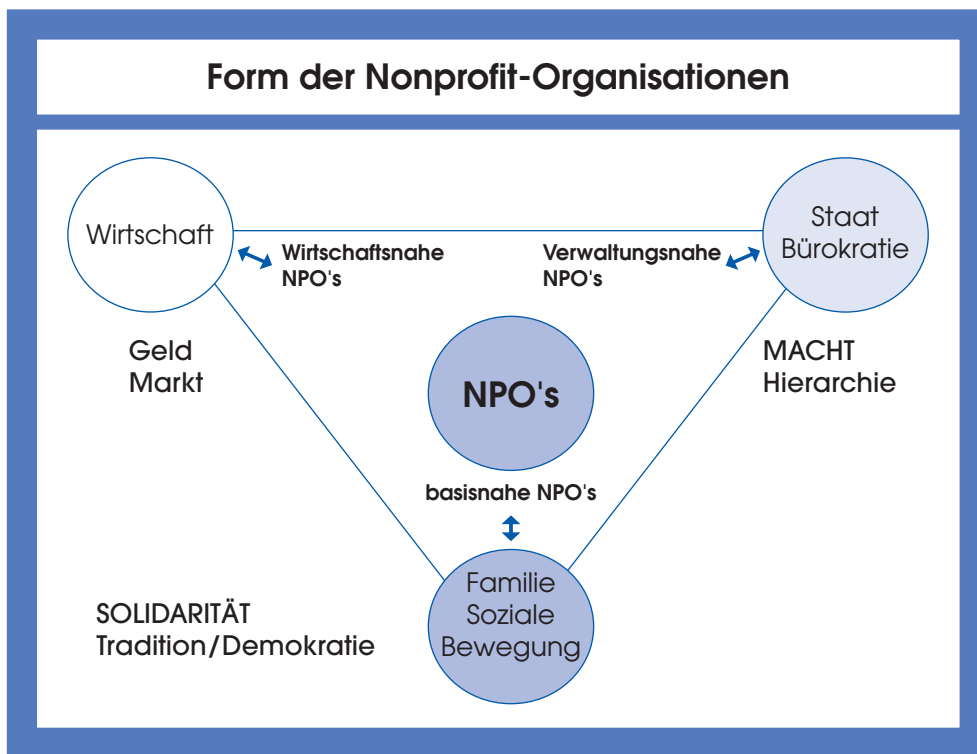 Form der Nonprofit-Organisationen
Wirtschaft
Staat
Bürokratie
Wirtschaftsnahe
NPO's
Verwaltungsnahe
NPO's
Geld
Markt
NPO's
MACHT
Hierarchie
basisnahe NPO's
Familie
Soziale
Bewegung
SOLIDARITÄT
Tradition/Demokratie